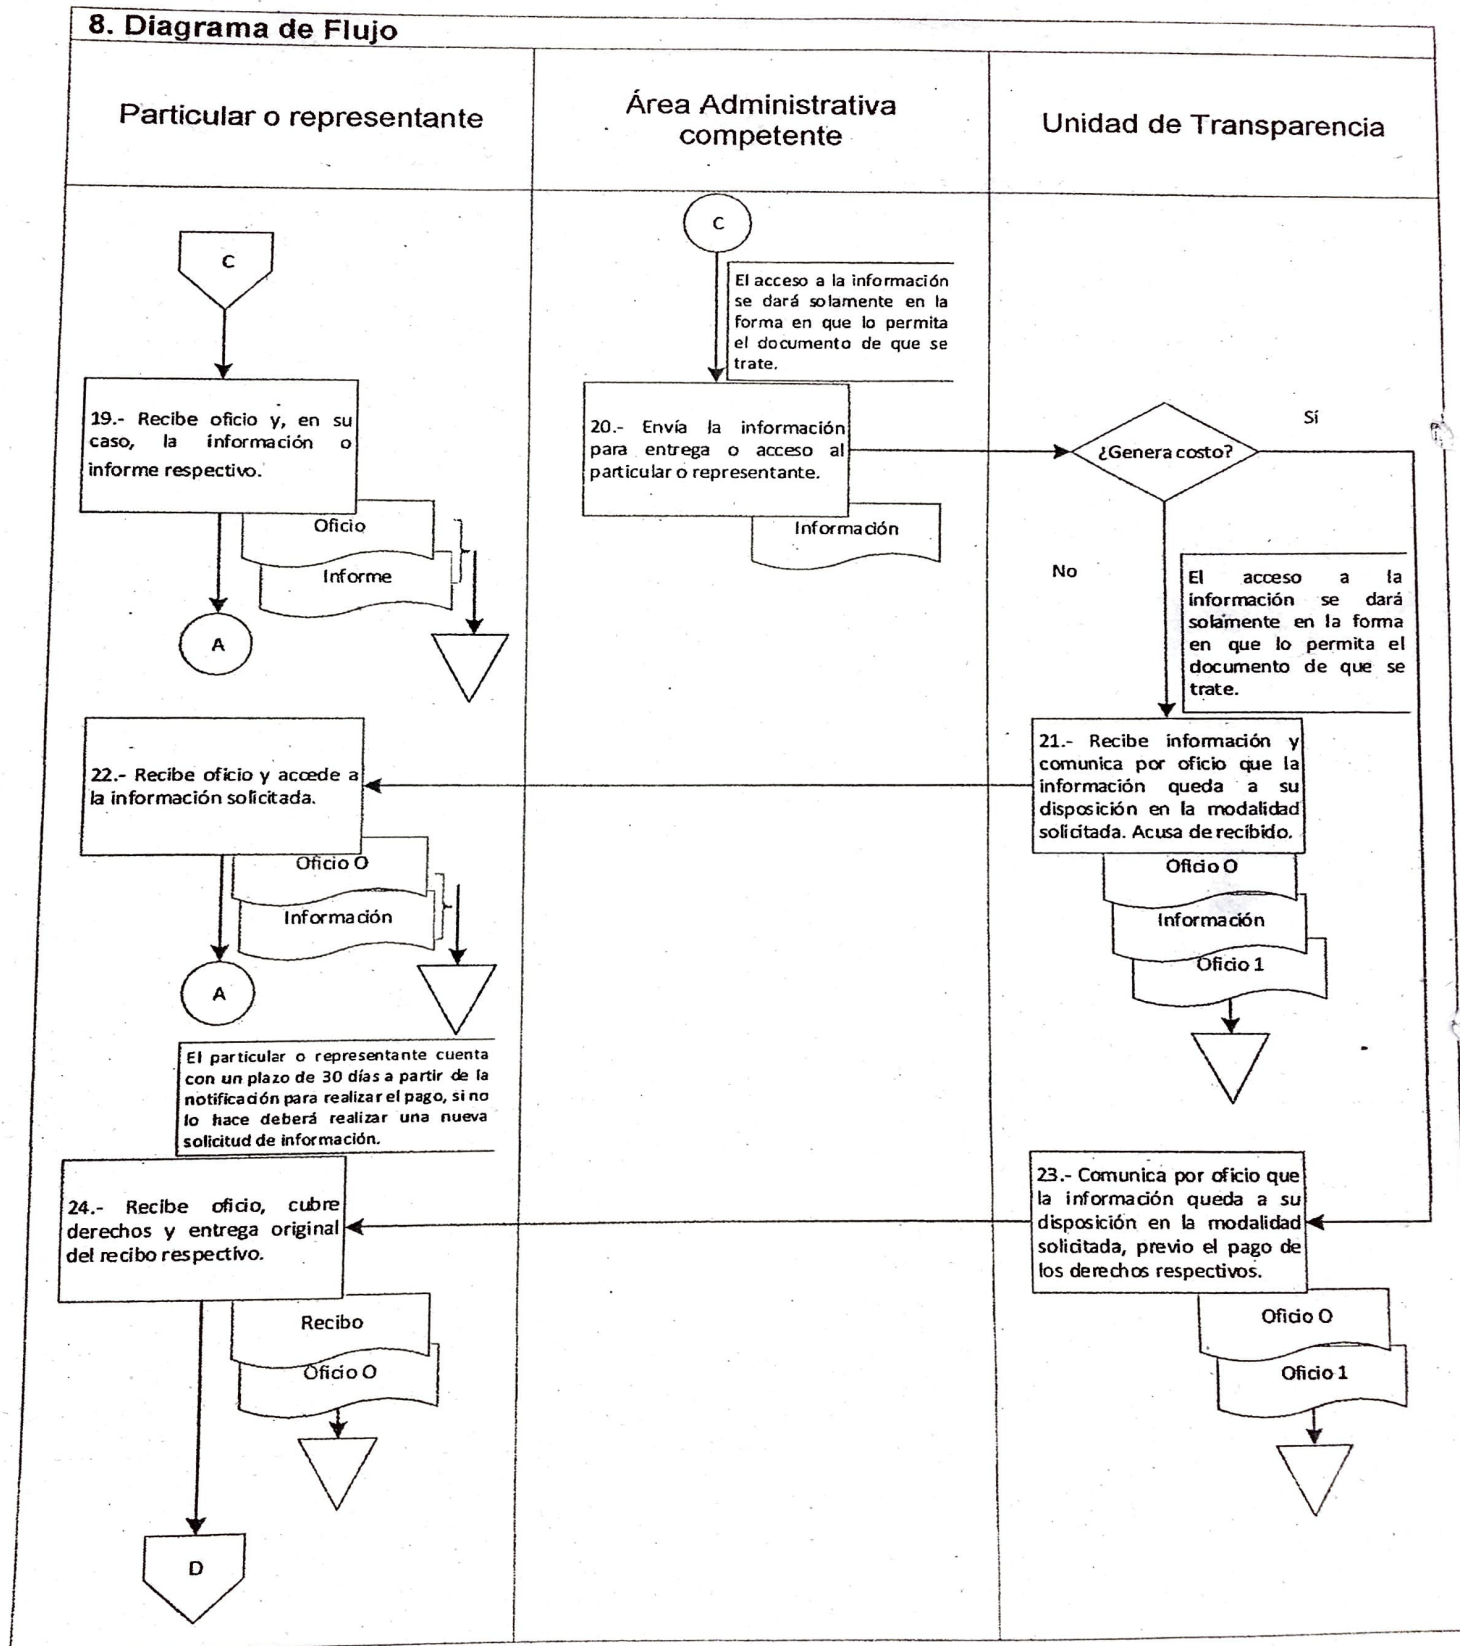 8. Diagrama de Flujo
Particular o representante
Área Administrativa
competente
Unidad de Transparencia
C
C
El acceso a la información
se dará solamente en la
forma en que lo permita
el documento de que se
trate.
19.- Recibe oficio y, en su
caso, la información o
informe respectivo.
Oficio
Informe
A
20.- Envía la información
para entrega o acceso al
particular o representante.
Información
¿Genera costo?
Sí
No
El acceso a la
información se dará
solamente en la forma
en que lo permita el
documento de que se
trate.
21.- Recibe información y
comunica por oficio que la
información queda a su
disposición en la modalidad
solicitada. Acusa de recibido.
Oficio O
Información
Oficio 1
22.- Recibe oficio y accede a
la información solicitada.
Oficio O
Información
A
El particular o representante cuenta
con un plazo de 30 días a partir de la
notificación para realizar el pago, si no
lo hace deberá realizar una nueva
solicitud de información.
23.- Comunica por oficio que
la información queda a su
disposición en la modalidad
solicitada, previo el pago de
los derechos respectivos.
Oficio O
Oficio 1
24.- Recibe oficio, cubre
derechos y entrega original
del recibo respectivo.
Recibo
Oficio O
D